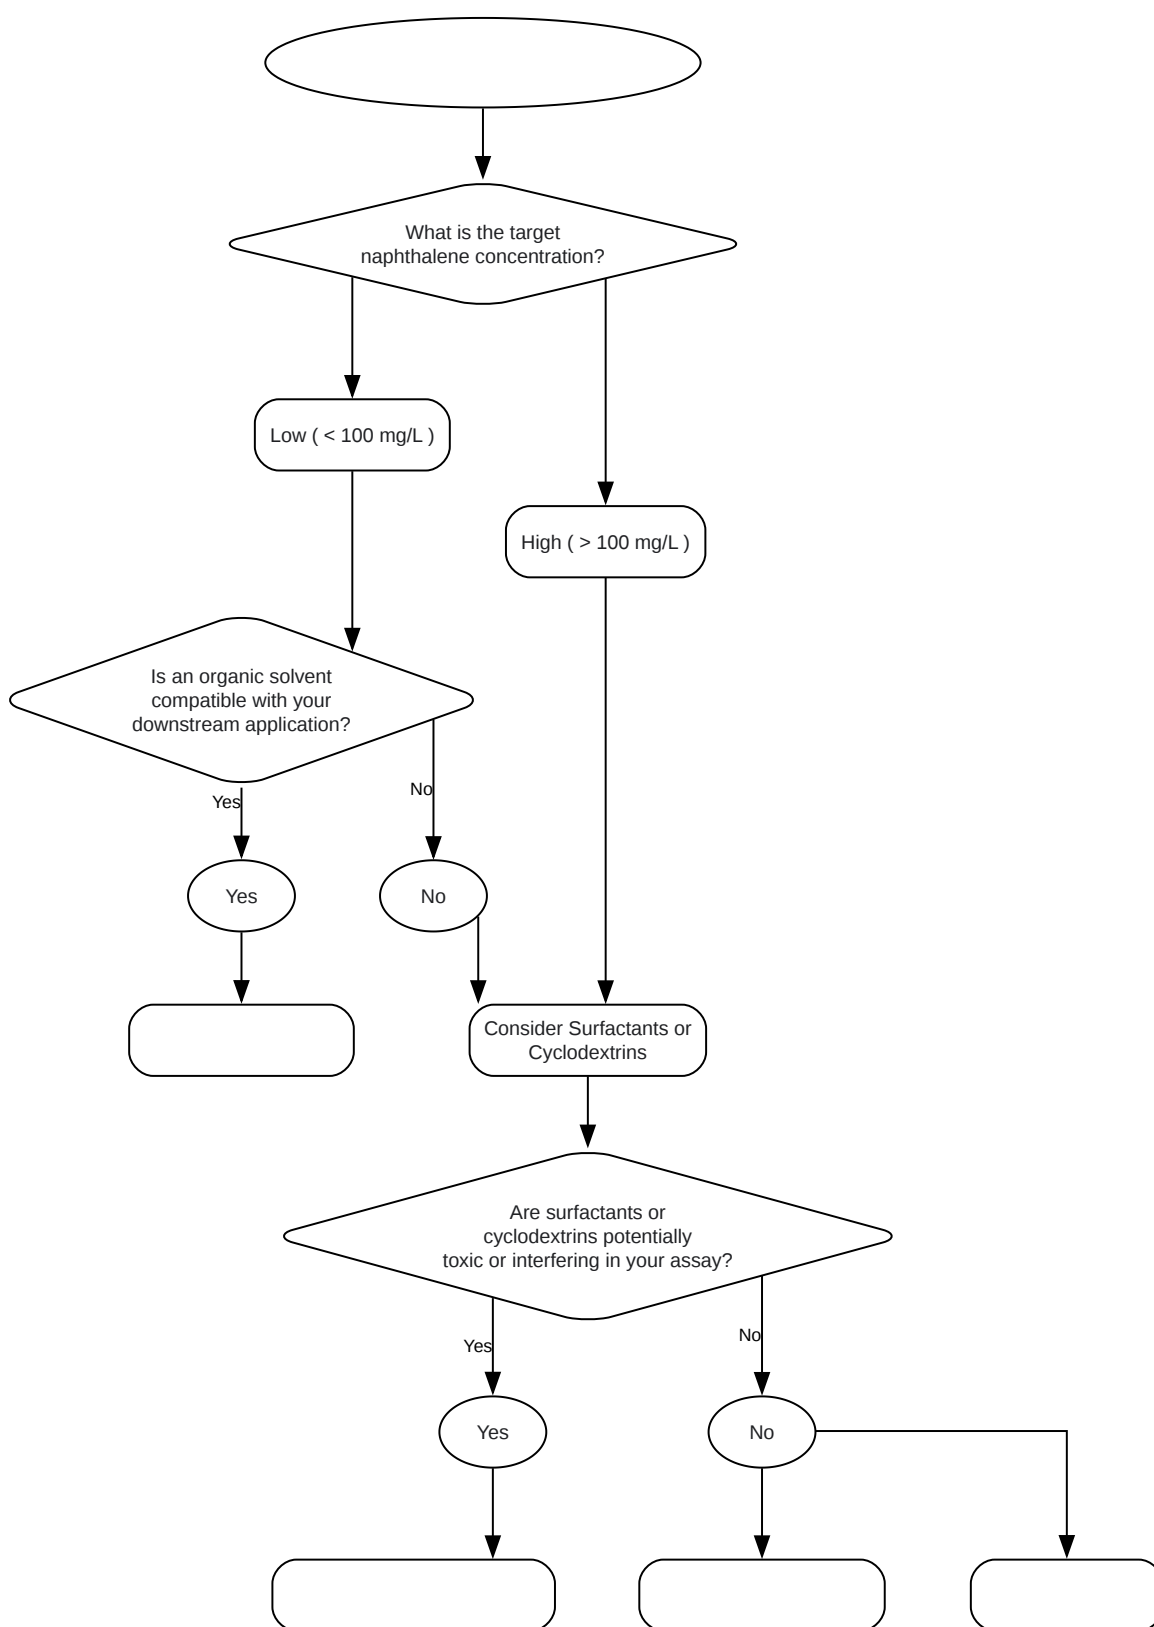 What is the target
naphthalene concentration?
Low ( < 100 mg/L )
High ( > 100 mg/L )
Is an organic solvent
compatible with your
downstream application?
Yes
No
Yes
No
Consider Surfactants or
Cyclodextrins
Are surfactants or
cyclodextrins potentially
toxic or interfering in your assay?
Yes
No
Yes
No